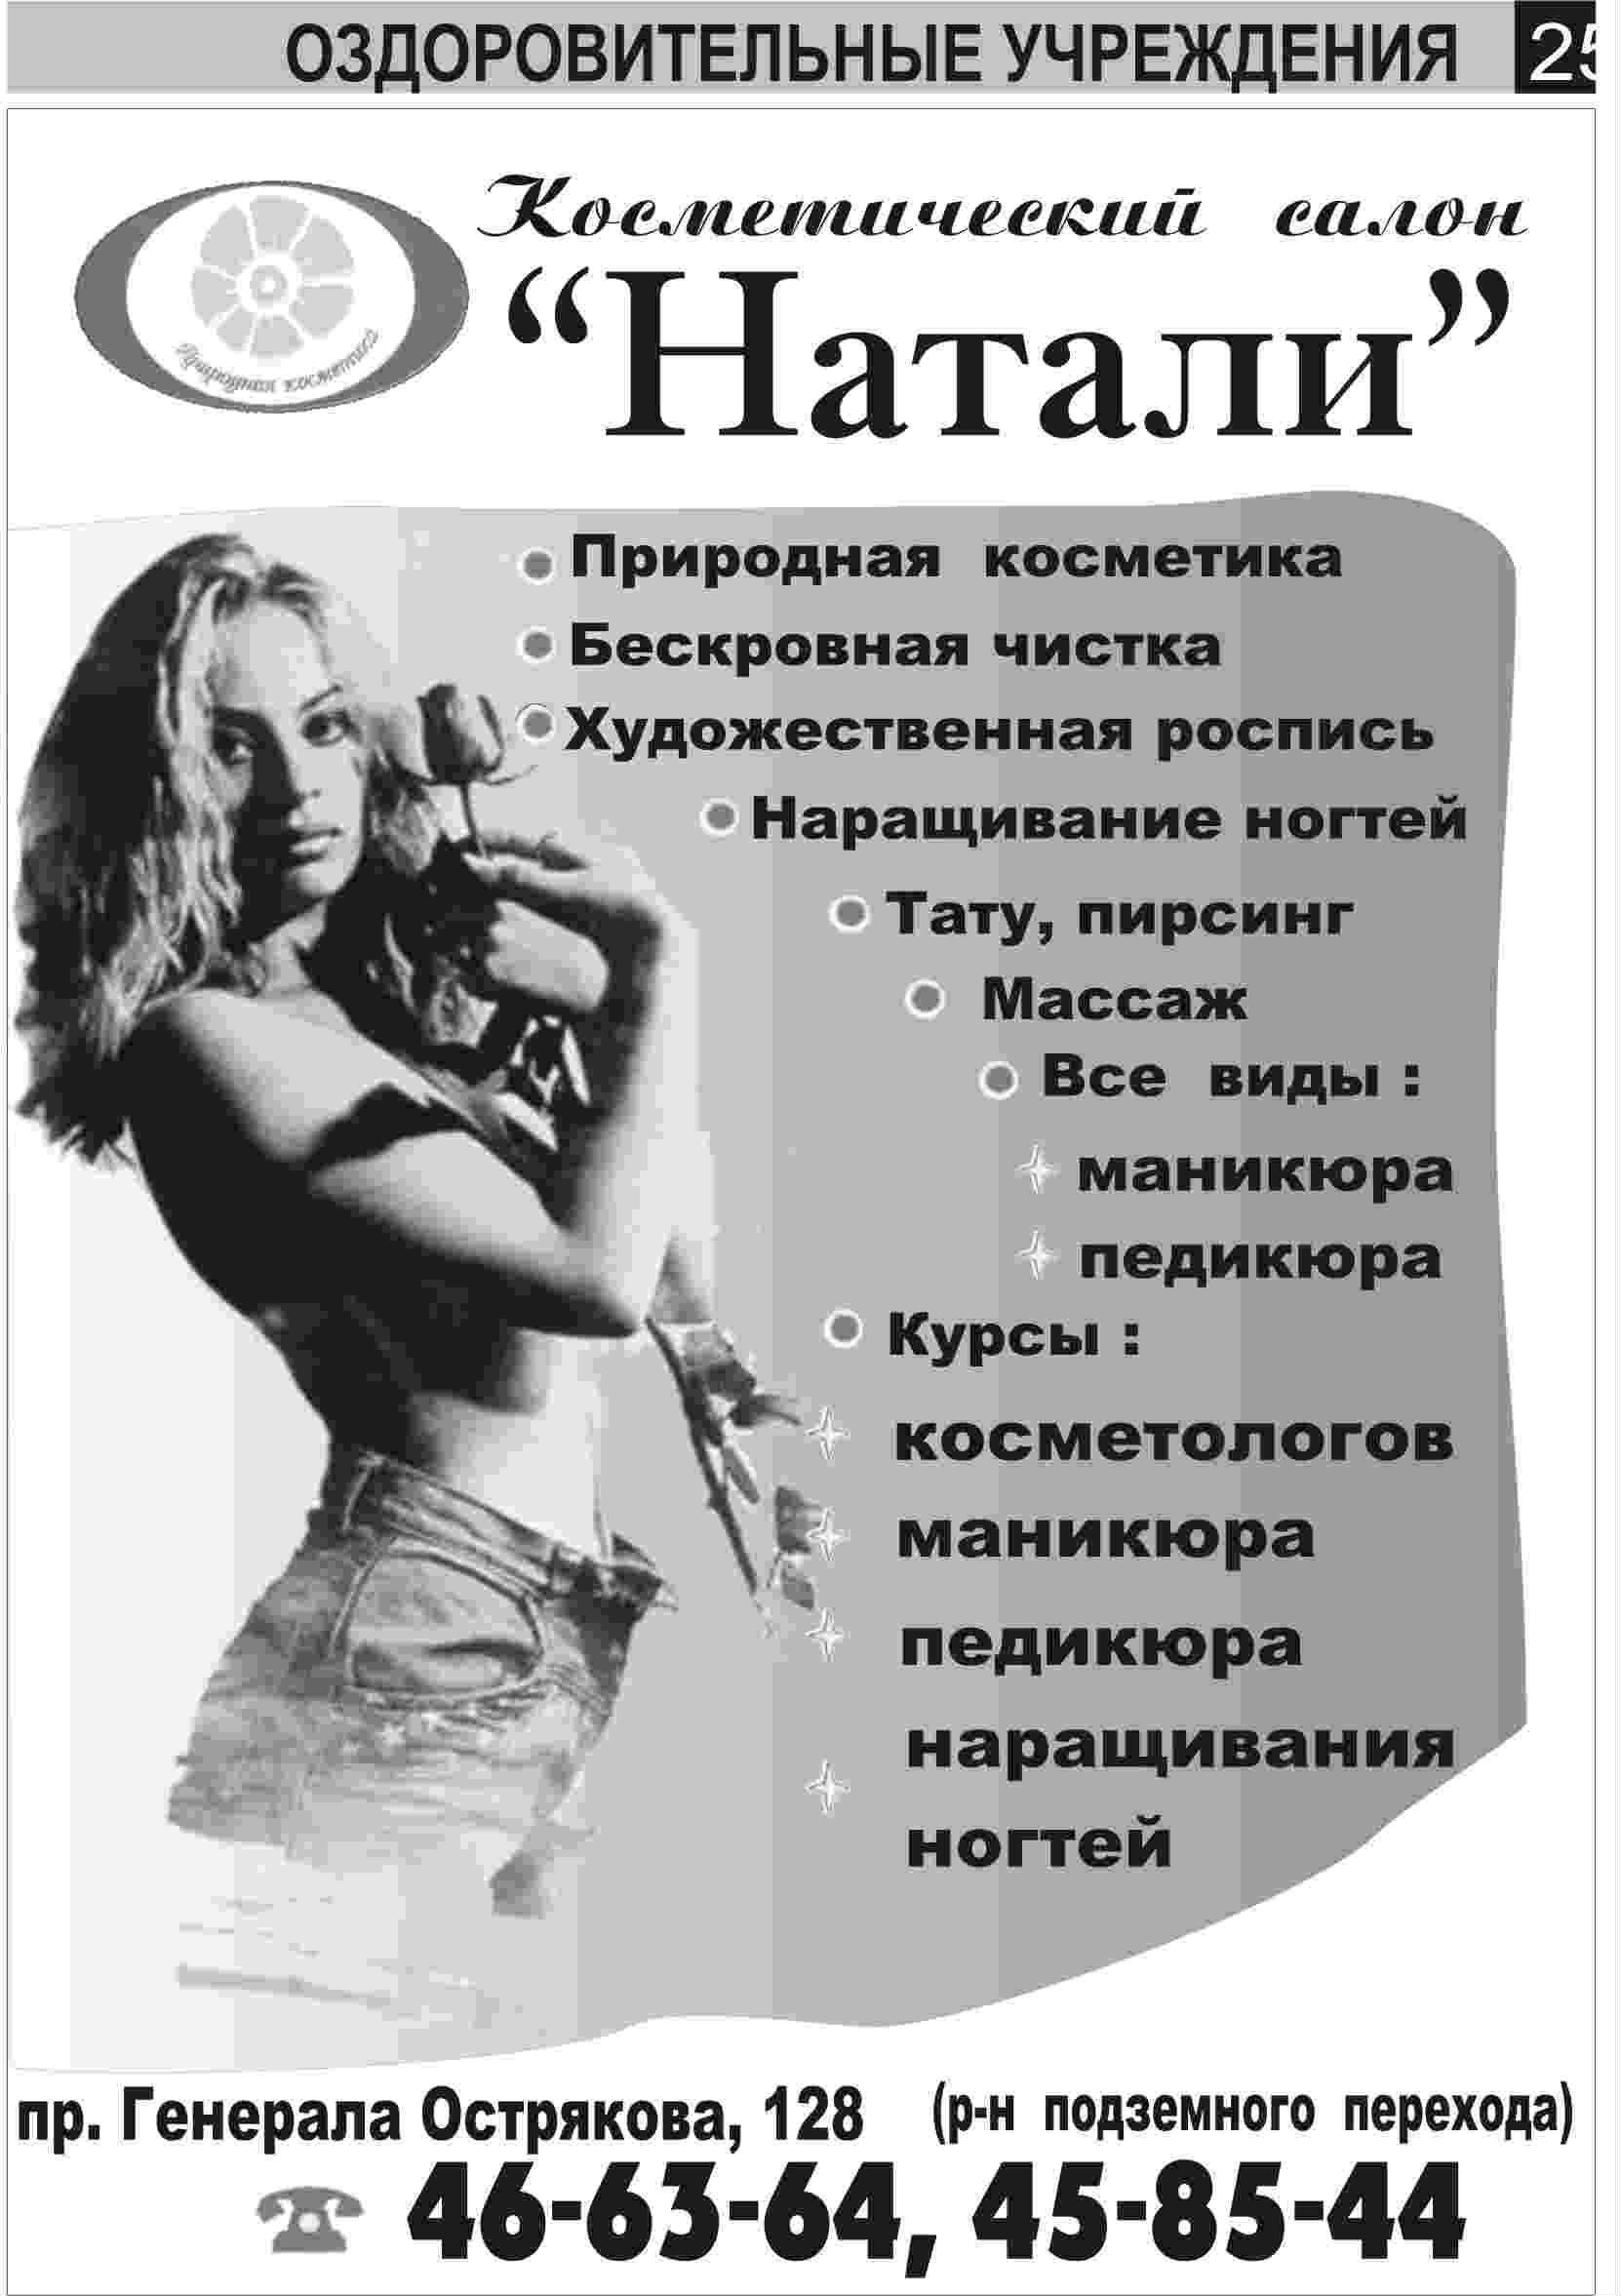 ОЗДОРОВИТЕЛЬНЫЕ УЧРЕЖДЕНИЯ 25
Косметический салон
“Натали”
Природная косметика
Природная косметика
Бескровная чистка
Художественная роспись
Наращивание ногтей
Тату, пирсинг
Массаж
Все виды :
маникюра
педикюра
Курсы :
косметологов
маникюра
педикюра
наращивания
ногтей
пр. Генерала Острякова, 128 (р-н подземного перехода)
46-63-64, 45-85-44